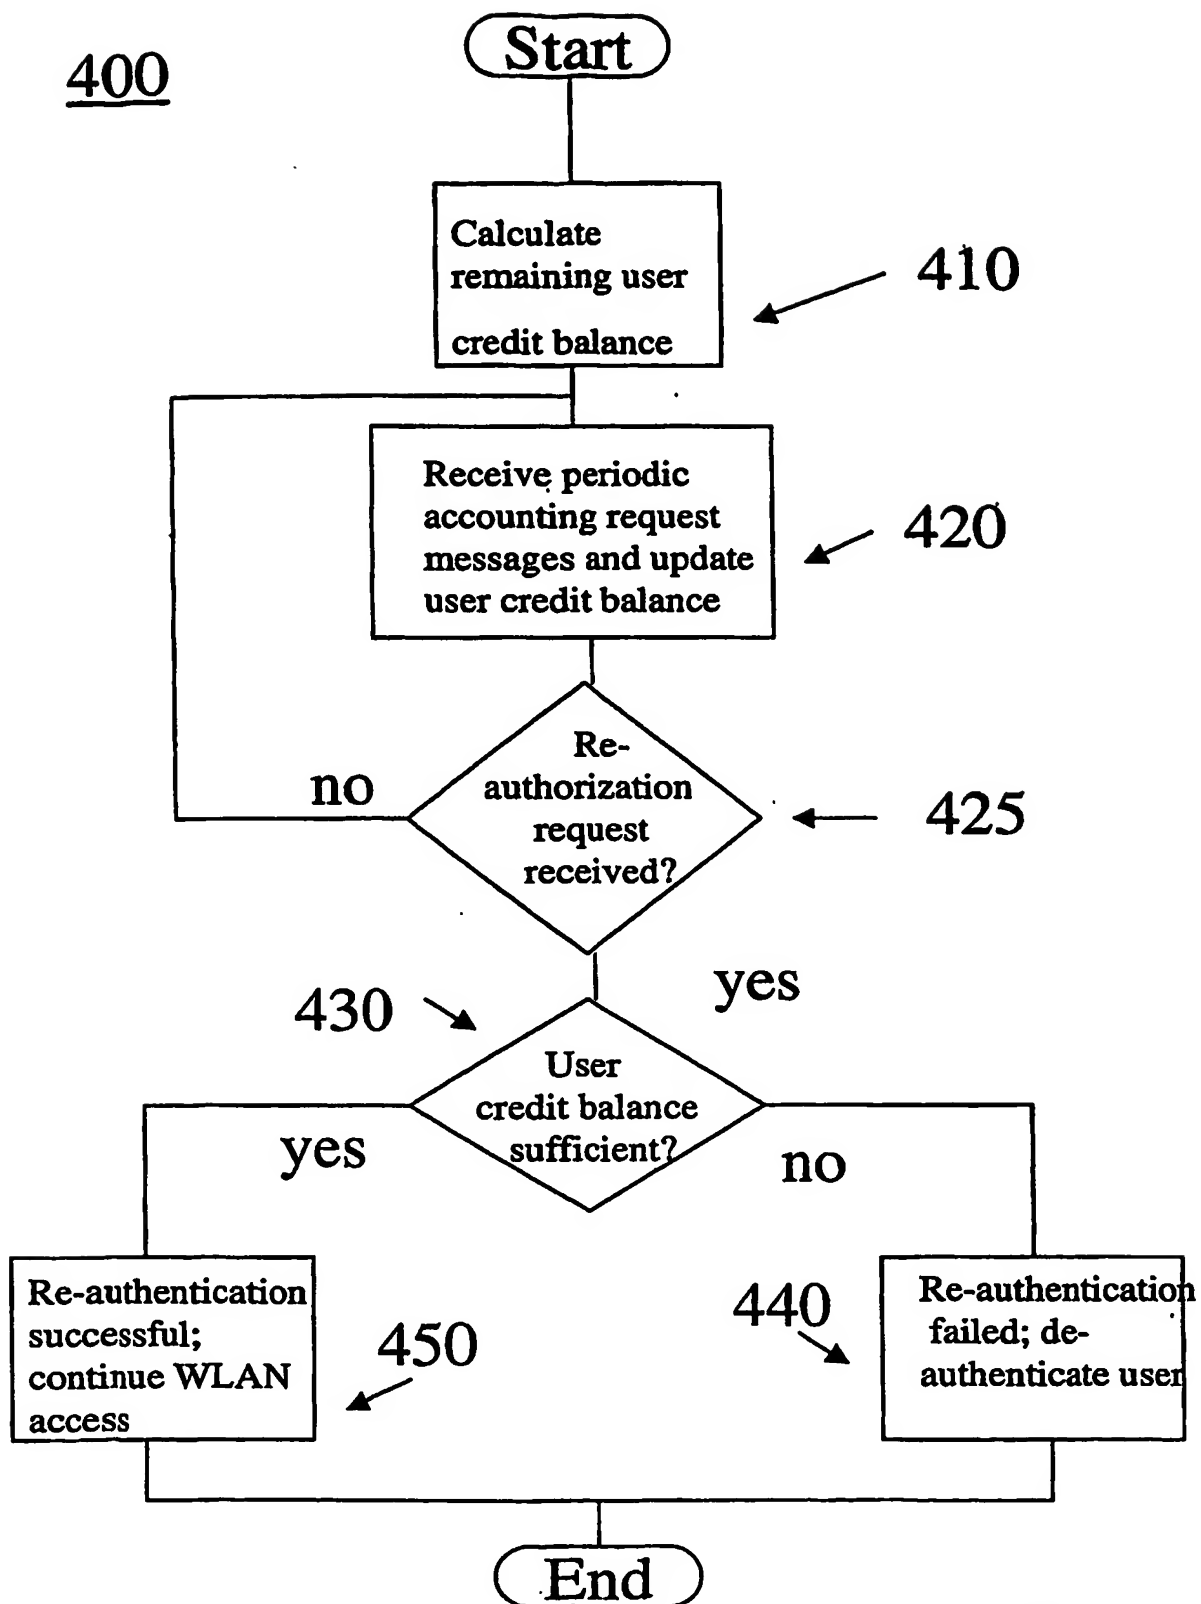 Start
400
Calculate
remaining user
credit balance
410
Receive periodic
accounting request
messages and update
user credit balance
420
Re-
authorization
request
received?
no
425
yes
430
User
credit balance
sufficient?
yes
no
Re-authentication
successful;
continue WLAN
access
450
440
Re-authentication
failed; de-
authenticate user
End